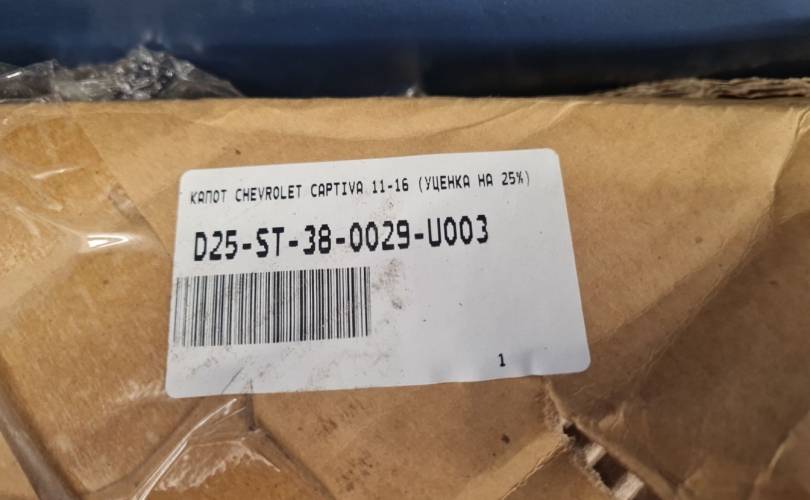 КАПОТ CHEVROLET CAPTIVA 11-16 (УЦЕНКА НА 25%)
D25-ST-38-0029-U003
1